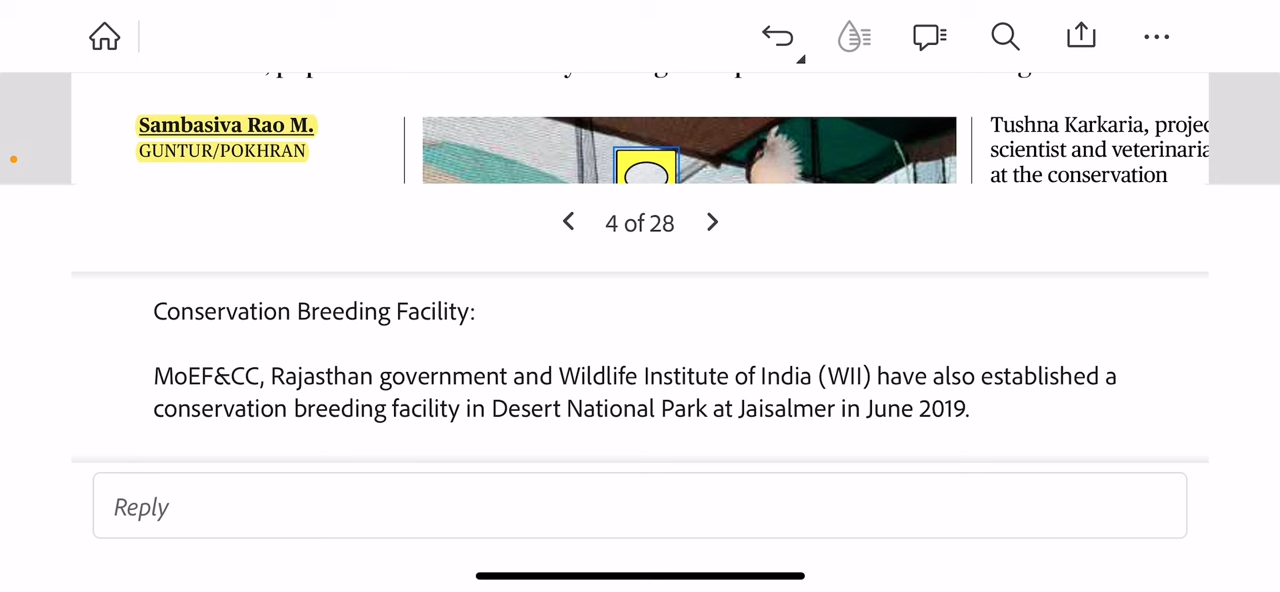 Sambasiva Rao M.
GUNTUR/POKHRAN
Tushna Karkaria, projec
scientist and veterinaria
at the conservation
4 of 28
Conservation Breeding Facility:
MoEF&CC, Rajasthan government and Wildlife Institute of India (WII) have also established a
conservation breeding facility in Desert National Park at Jaisalmer in June 2019.
Reply